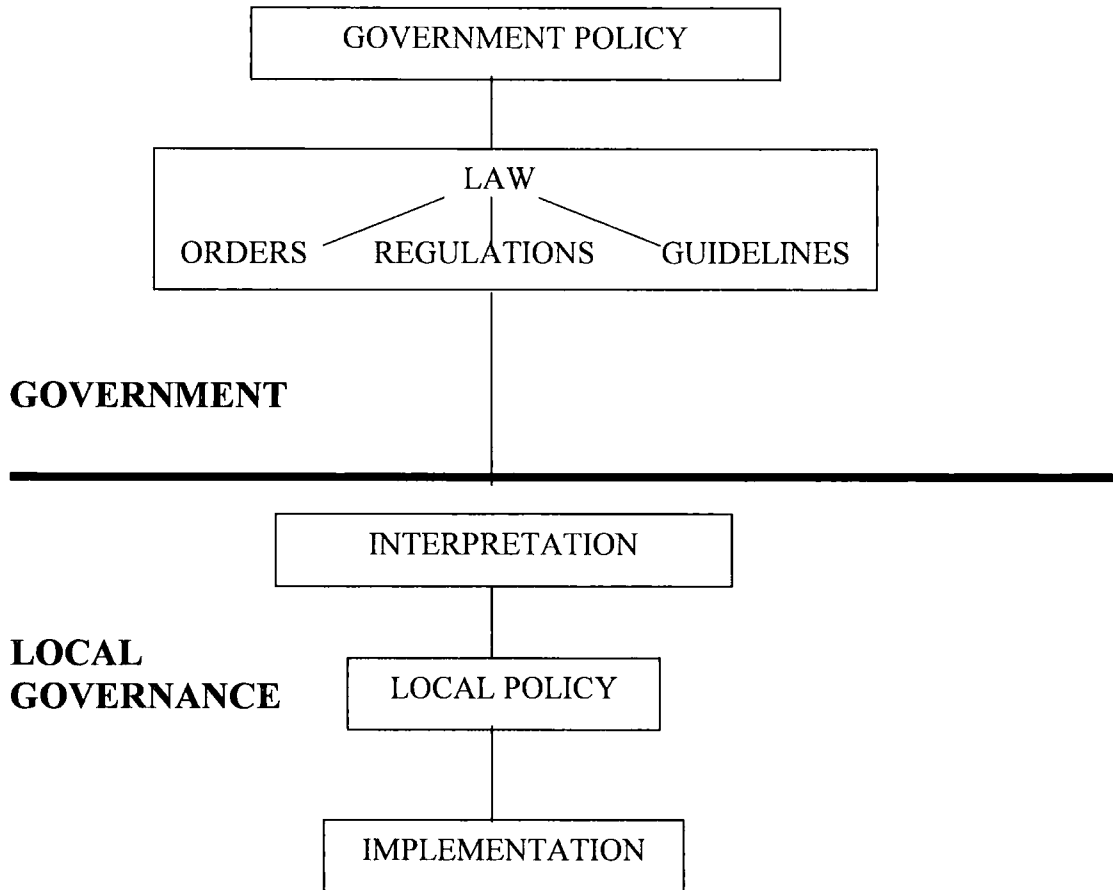 GOVERNMENT POLICY
LAW
ORDERS REGULATIONS GUIDELINES
GOVERNMENT
INTERPRETATION
LOCAL
GOVERNANCE
LOCAL POLICY
IMPLEMENTATION